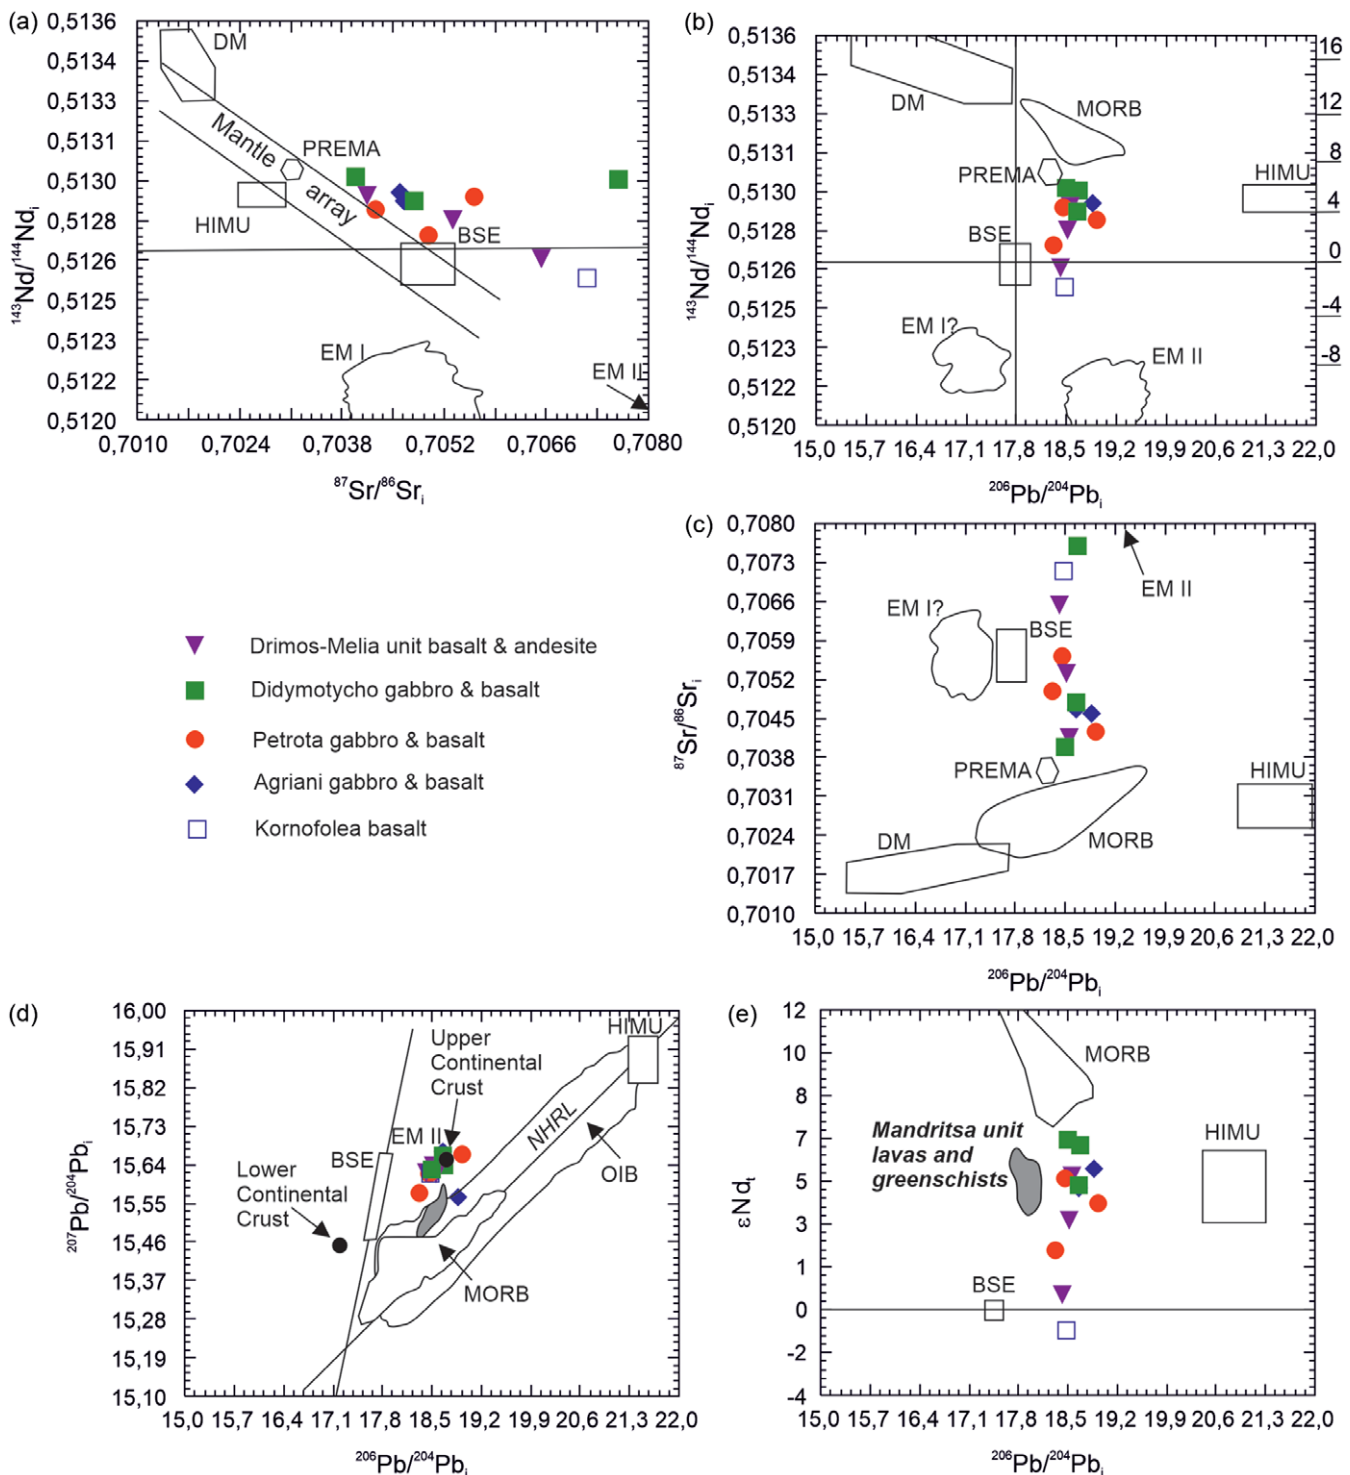 (a)
0,5136
0,5134
0,5133
0,5131
0,5130
0,5128
0,5126
0,5125
0,5123
0,5122
0,5120
¹⁴³Nd/¹⁴⁴Ndᵢ
DM
Mantle
array
PREMA
HIMU
BSE
EM I
EM II
0,7010 0,7024 0,7038 0,7052 0,7066 0,7080
⁸⁷Sr/⁸⁶Srᵢ
(b)
0,5136
0,5134
0,5133
0,5131
0,5130
0,5128
0,5126
0,5125
0,5123
0,5122
0,5120
¹⁴³Nd/¹⁴⁴Ndᵢ
DM
MORB
PREMA
HIMU
BSE
EM I?
EM II
16
12
8
4
0
-4
-8
15,0 15,7 16,4 17,1 17,8 18,5 19,2 19,9 20,6 21,3 22,0
²⁰⁶Pb/²⁰⁴Pbᵢ
Drimos-Melia unit basalt & andesite
Didymotycho gabbro & basalt
Petrota gabbro & basalt
Agriani gabbro & basalt
Kornofolea basalt
(c)
0,7080
0,7073
0,7066
0,7059
0,7052
0,7045
0,7038
0,7031
0,7024
0,7017
0,7010
⁸⁷Sr/⁸⁶Srᵢ
EM II
EM I?
BSE
PREMA
HIMU
DM
MORB
15,0 15,7 16,4 17,1 17,8 18,5 19,2 19,9 20,6 21,3 22,0
²⁰⁶Pb/²⁰⁴Pbᵢ
(d)
16,00
15,91
15,82
15,73
15,64
15,55
15,46
15,37
15,28
15,19
15,10
²⁰⁷Pb/²⁰⁴Pbᵢ
HIMU
Upper
Continental
Crust
NHRL
EM II
BSE
OIB
Lower
Continental
Crust
MORB
15,0 15,7 16,4 17,1 17,8 18,5 19,2 19,9 20,6 21,3 22,0
²⁰⁶Pb/²⁰⁴Pbᵢ
(e)
12
10
8
7
5
3
1
0
-2
-4
εNdₜ
MORB
Mandritsa unit
lavas and
greenschists
HIMU
BSE
15,0 15,7 16,4 17,1 17,8 18,5 19,2 19,9 20,6 21,3 22,0
²⁰⁶Pb/²⁰⁴Pbᵢ